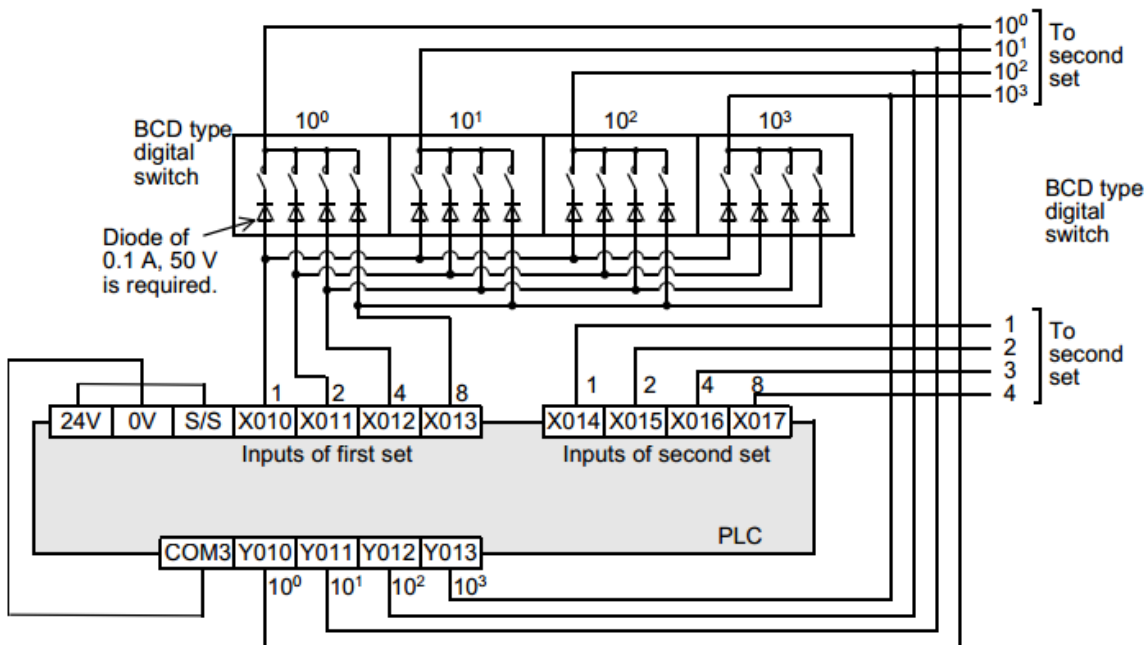 10⁰
10¹
10²
10³
To
second
set
BCD type
digital
switch
10⁰ 10¹ 10² 10³
Diode of
0.1 A, 50 V
is required.
BCD type
digital
switch
1
2
3
4
To
second
set
1 2 4 8
1 2 4 8
24V 0V S/S X010 X011 X012 X013
X014 X015 X016 X017
Inputs of first set
Inputs of second set
PLC
COM3 Y010 Y011 Y012 Y013
10⁰ 10¹ 10² 10³